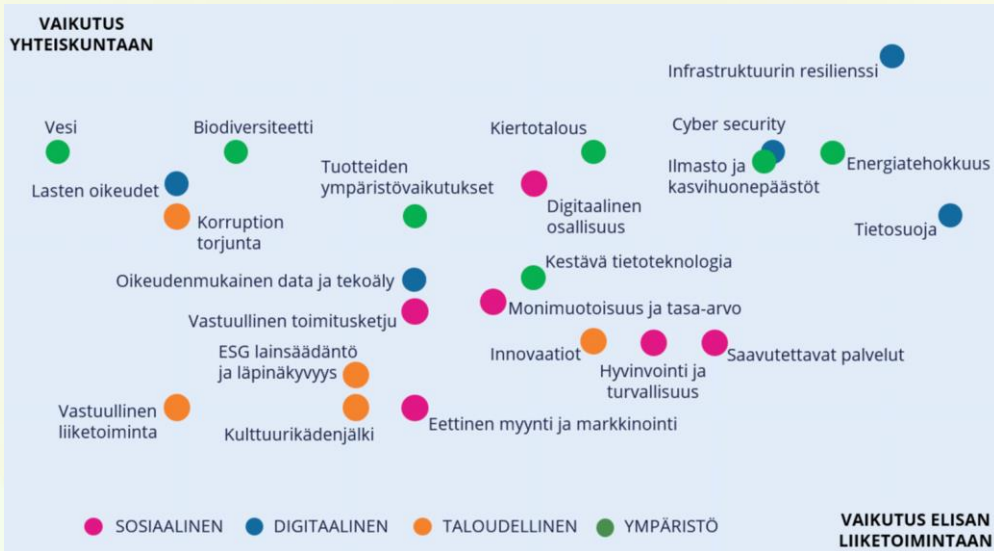 VAIKUTUS
YHTEISKUNTAAN
Infrastruktuurin resilienssi
Vesi
Biodiversiteetti
Kiertotalous
Cyber security
Lasten oikeudet
Tuotteiden
ympäristövaikutukset
Ilmasto ja
kasvihuonepäästöt
Energiatehokkuus
Korruption
torjunta
Digitaalinen
osallisuus
Tietosuoja
Oikeudenmukainen data ja tekoäly
Kestävä tietoteknologia
Vastuullinen toimitusketju
Monimuotoisuus ja tasa-arvo
ESG lainsäädäntö
ja läpinäkyvyys
Innovaatiot
Hyvinvointi ja
turvallisuus
Saavutettavat palvelut
Vastuullinen
liiketoiminta
Kulttuurikädenjälki
Eettinen myynti ja markkinointi
SOSIAALINEN
DIGITAALINEN
TALOUDELLINEN
YMPÄRISTÖ
VAIKUTUS ELISAN
LIIKETOIMINTAAN